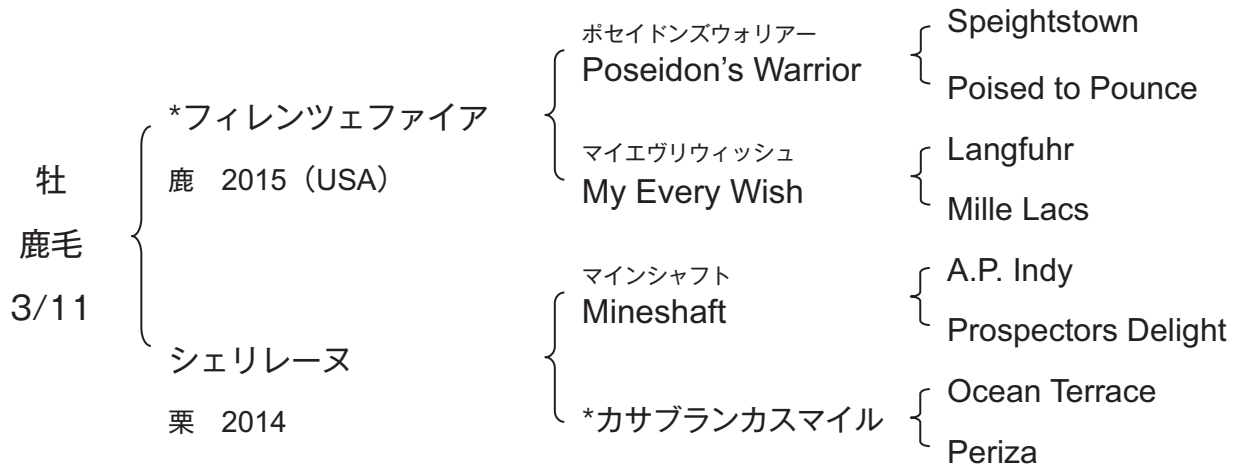 牡
鹿毛
3/11
*フィレンツェファイア
鹿 2015（USA）
シェリレーヌ
栗 2014
ポセイドンズウォリアー
Poseidon's Warrior
マイエヴリウィッシュ
My Every Wish
マインシャフト
Mineshaft
*カサブランカスマイル
Speightstown
Poised to Pounce
Langfuhr
Mille Lacs
A.P. Indy
Prospectors Delight
Ocean Terrace
Periza